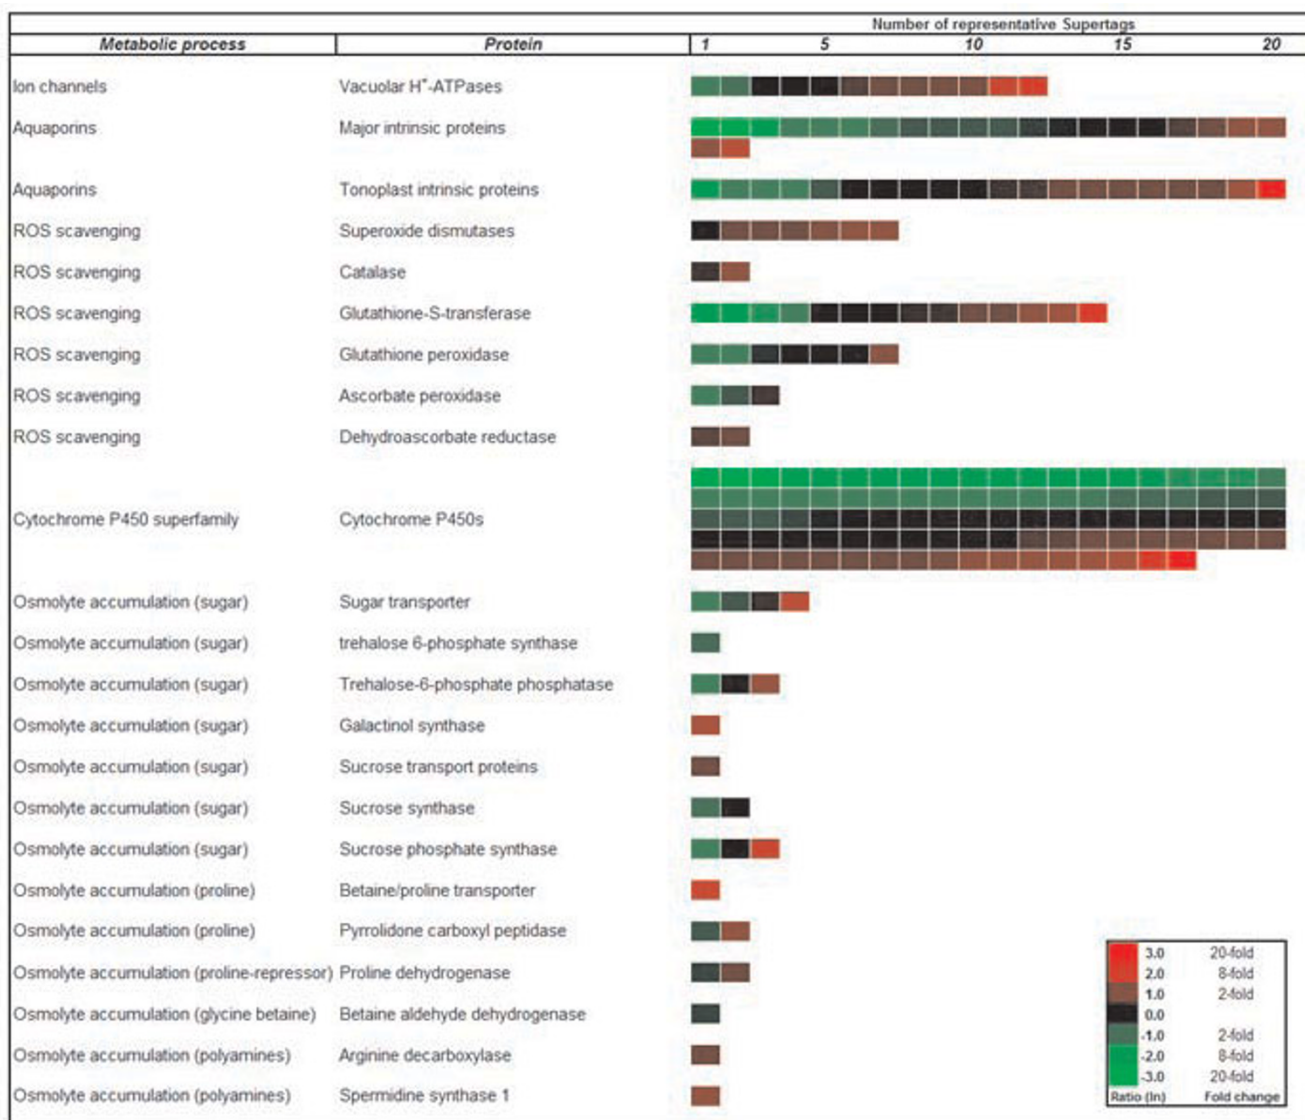 Number of representative Supertags
Metabolic process Protein 1 5 10 15 20
Ion channels Vacuolar H+-ATPases
Aquaporins Major intrinsic proteins
Aquaporins Tonoplast intrinsic proteins
ROS scavenging Superoxide dismutases
ROS scavenging Catalase
ROS scavenging Glutathione-S-transferase
ROS scavenging Glutathione peroxidase
ROS scavenging Ascorbate peroxidase
ROS scavenging Dehydroascorbate reductase
Cytochrome P450 superfamily Cytochrome P450s
Osmolyte accumulation (sugar) Sugar transporter
Osmolyte accumulation (sugar) trehalose 6-phosphate synthase
Osmolyte accumulation (sugar) Trehalose-6-phosphate phosphatase
Osmolyte accumulation (sugar) Galactinol synthase
Osmolyte accumulation (sugar) Sucrose transport proteins
Osmolyte accumulation (sugar) Sucrose synthase
Osmolyte accumulation (sugar) Sucrose phosphate synthase
Osmolyte accumulation (proline) Betaine/proline transporter
Osmolyte accumulation (proline) Pyrrolidone carboxyl peptidase
Osmolyte accumulation (proline-repressor) Proline dehydrogenase
Osmolyte accumulation (glycine betaine) Betaine aldehyde dehydrogenase
Osmolyte accumulation (polyamines) Arginine decarboxylase
Osmolyte accumulation (polyamines) Spermidine synthase 1
3.0 20-fold
2.0 8-fold
1.0 2-fold
0.0
-1.0 2-fold
-2.0 8-fold
-3.0 20-fold
Ratio (ln) Fold change